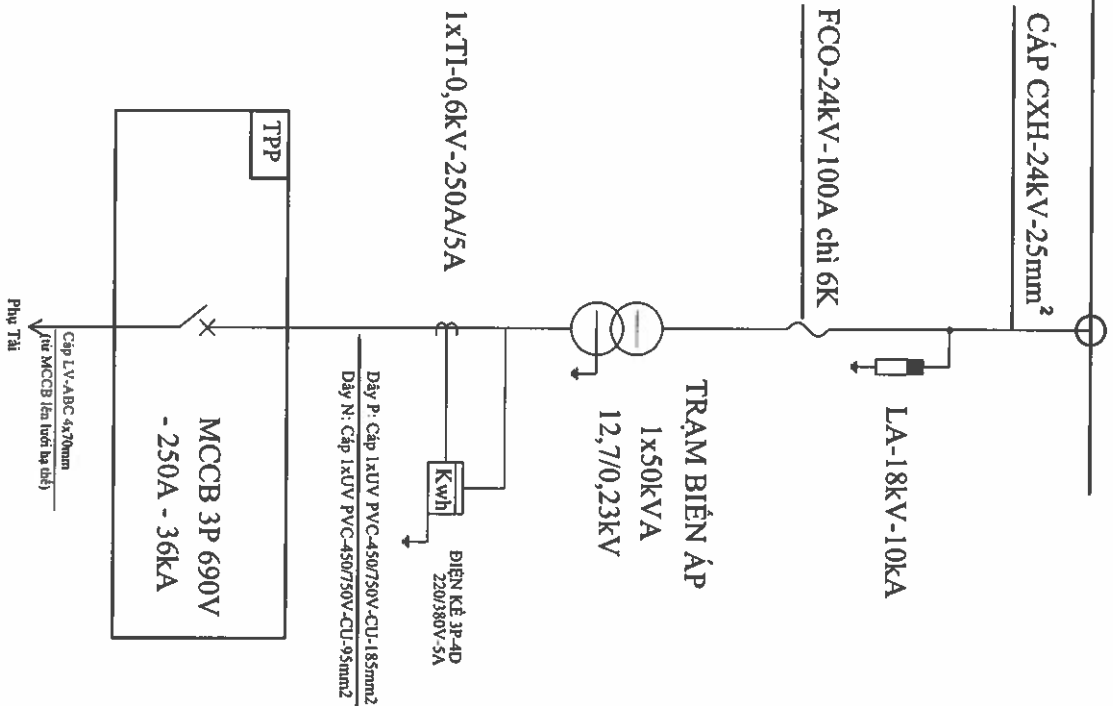 CÁP CXH-24kV-25mm²
LA-18kV-10kA
FCO-24kV-100A chì 6K
TRẠM BIẾN ÁP
1x50kVA
12,7/0,23kV
1xTI-0,6kV-250A/5A
Kwh
ĐIỆN KẾ 3P-4D
220/380V-5A
Dây P: Cáp 1xUV PVC-450/750V-CU-185mm2
Dây N: Cáp 1xUV PVC-450/750V-CU-95mm2
TPP
MCCB 3P 690V
- 250A - 36kA
Cáp LV-ABC 4x70mm
(từ MCCB lên lưới hạ thế)
Phụ Tải